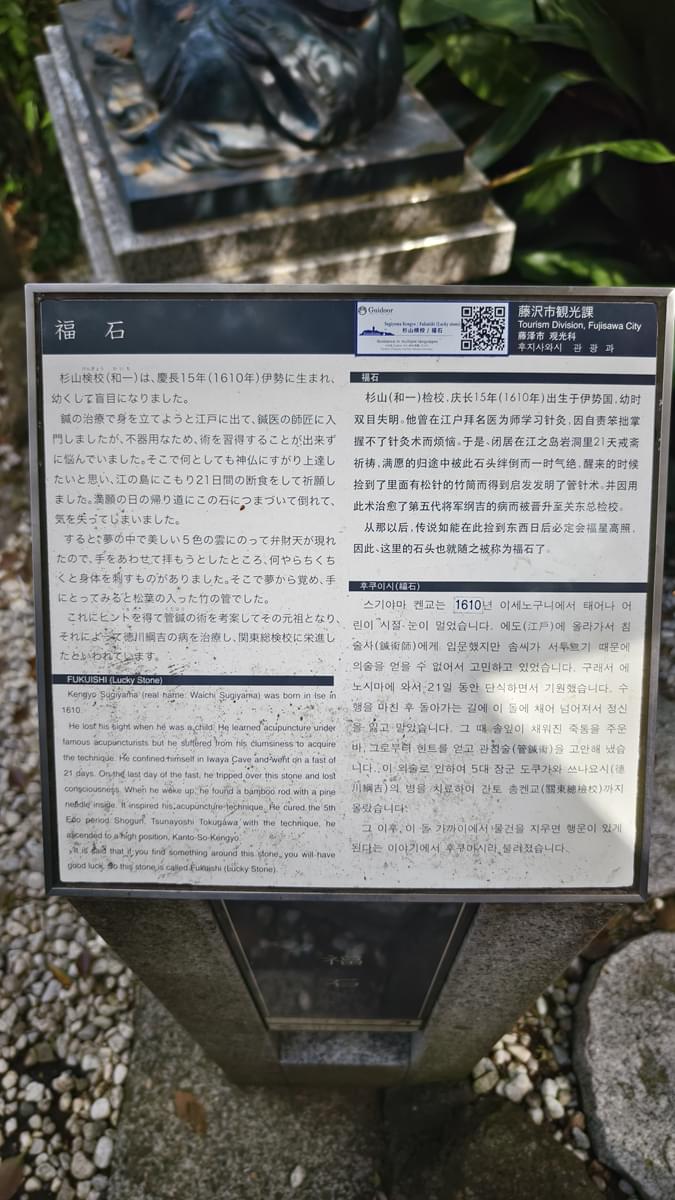 福石
Guidoor
Sugiyama Kengyo / Fukuishi (Lucky stone)
杉山検校 / 福石
Guidance in multiple languages
藤沢市観光課
Tourism Division, Fujisawa City
藤泽市 观光科
후지사와시 관광과
けんぎょう わいち
杉山検校(和一)は、慶長15年(1610年)伊勢に生まれ、
幼くして盲目になりました。
鍼の治療で身を立てようと江戸に出て、鍼医の師匠に入
門しましたが、不器用なため、術を習得することが出来ず
に悩んでいました。そこで何としても神仏にすがり上達し
たいと思い、江の島にこもり21日間の断食をして祈願し
ました。満願の日の帰り道にこの石につまづいて倒れて、
気を失ってしまいました。
すると、夢の中で美しい5色の雲にのって弁財天が現れ
たので、手をあわせて拝もうとしたところ、何やらちくち
くと身体を刺すものがありました。そこで夢から覚め、手
にとってみると松葉の入った竹の管でした。
これにヒントを得て管鍼の術を考案してその元祖となり、
それによって徳川綱吉の病を治療し、関東総検校に栄進し
たといわれています。
FUKUISHI (Lucky Stone)
Kengyo Sugiyama (real name: Waichi Sugiyama) was born in Ise in
1610.
He lost his sight when he was a child. He learned acupuncture under
famous acupuncturists but he suffered from his clumsiness to acquire
the technique. He confined himself in Iwaya Cave and went on a fast of
21 days. On the last day of the fast, he tripped over this stone and lost
consciousness. When he woke up, he found a bamboo rod with a pine
needle inside. It inspired his acupuncture technique. He cured the 5th
Edo period Shogun, Tsunayoshi Tokugawa with the technique, he
ascended to a high position, Kanto-So-Kengyo.
It is said that if you find something around this stone, you will have
good luck. So this stone is called Fukuishi (Lucky Stone).
福石
杉山(和一)检校，庆长15年(1610年)出生于伊势国，幼时
双目失明。他曾在江户拜名医为师学习针灸，因自责笨拙掌
握不了针灸术而烦恼。于是、闭居在江之岛岩洞里21天戒斋
祈祷，满愿的归途中被此石头绊倒而一时气绝，醒来的时候
捡到了里面有松针的竹筒而得到启发发明了管针术，并因用
此术治愈了第五代将军纲吉的病而被晋升至关东总检校。
从那以后，传说如能在此捡到东西日后必定会福星高照，
因此、这里的石头也就随之被称为福石了。
후쿠이시(福石)
스기야마 켄교는 1610년 이세노구니에서 태어나 어
린이 시절 눈이 멀었습니다. 에도(江戸)에 올라가서 침
술사(鍼術師)에게 입문했지만 솜씨가 서투르기 때문에
의술을 얻을 수 없어서 고민하고 있었습니다. 구래서 에
노시마에 와서 21일 동안 단식하면서 기원했습니다. 수
행을 마친 후 돌아가는 길에 이 돌에 채어 넘어져서 정신
을 잃고 말았습니다. 그 때 솔잎이 채워진 죽통을 주운
바, 그로부터 힌트를 얻고 관침술(管鍼術)을 고안해 냈습
니다. 이 의술로 인하여 5대 장군 도쿠가와 쓰나요시(徳
川綱吉)의 병을 치료하여 간토 총켄교(關東總檢校)까지
올랐습니다.
그 이후, 이 돌 가까이에서 물건을 지우면 행운이 있게
된다는 이야기에서 후쿠이시라 불러졌습니다.
福
石